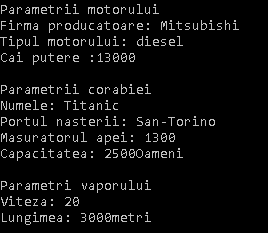 Parametrii motorului
Firma producatoare: Mitsubishi
Tipul motorului: diesel
Cai putere :13000
Parametrii corabiei
Numele: Titanic
Portul nasterii: San-Torino
Masuratorul apei: 1300
Capacitatea: 2500Oameni
Parametri vaporului
Viteza: 20
Lungimea: 3000metri